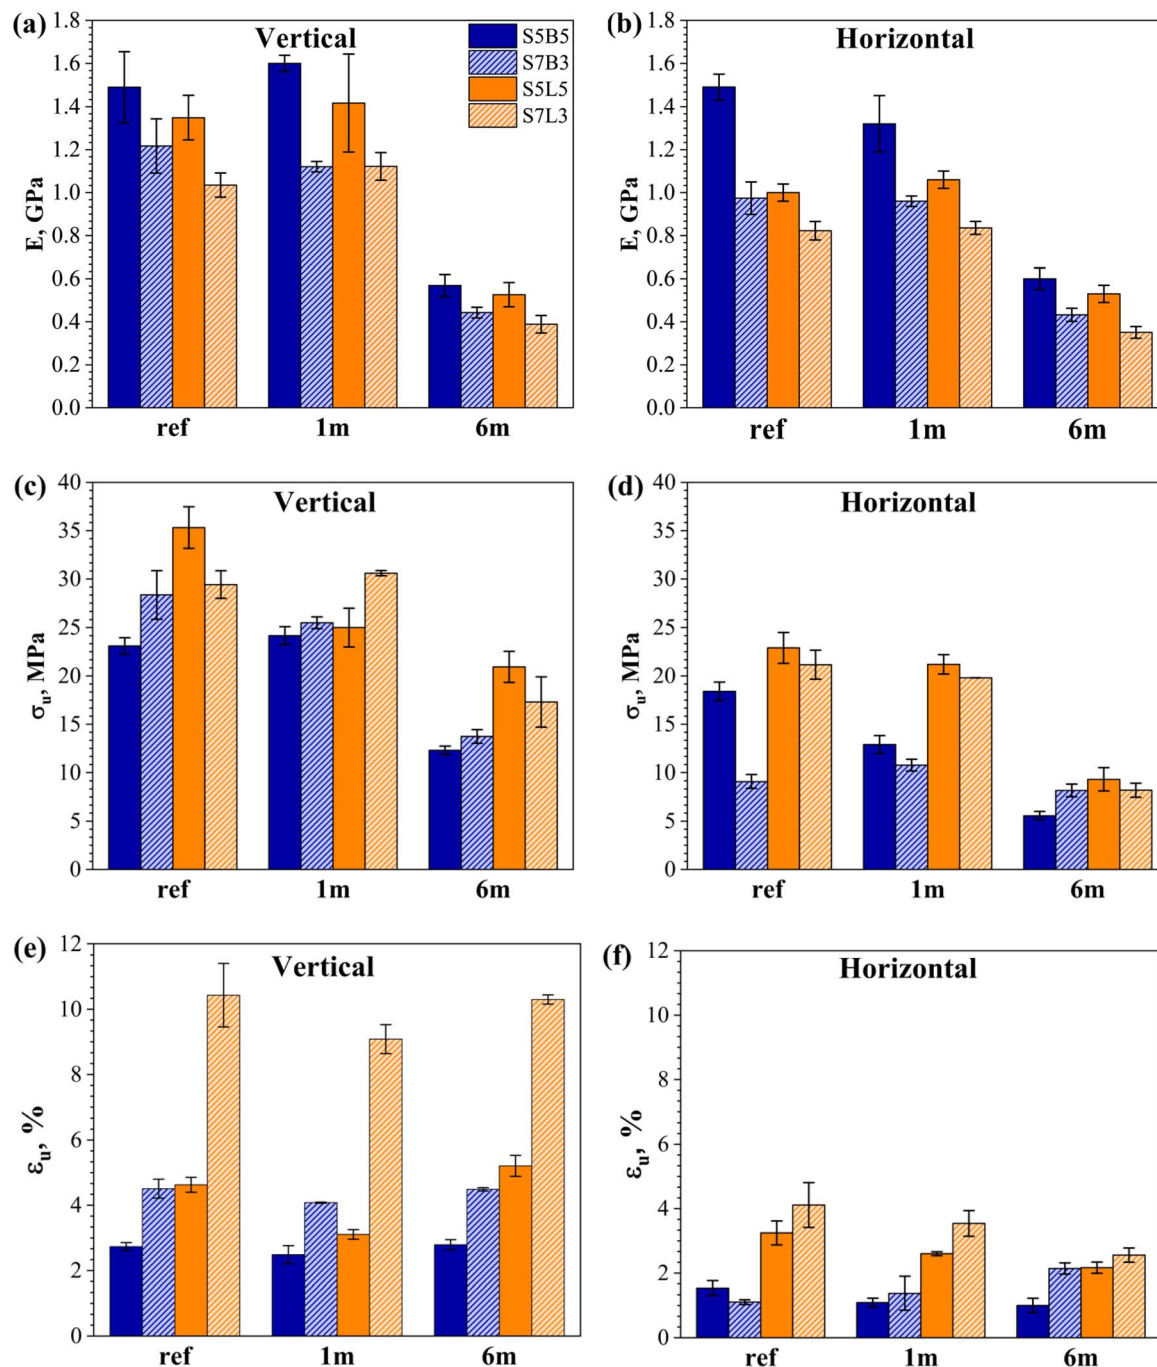 (a)
Vertical
S5B5
S7B3
S5L5
S7L3
E, GPa
1.8
1.6
1.4
1.2
1.0
0.8
0.6
0.4
0.2
0.0
ref
1m
6m
(b)
Horizontal
E, GPa
1.8
1.6
1.4
1.2
1.0
0.8
0.6
0.4
0.2
0.0
ref
1m
6m
(c)
Vertical
σu, MPa
40
35
30
25
20
15
10
5
0
ref
1m
6m
(d)
Horizontal
σu, MPa
40
35
30
25
20
15
10
5
0
ref
1m
6m
(e)
Vertical
εu, %
12
10
8
6
4
2
0
ref
1m
6m
(f)
Horizontal
εu, %
12
10
8
6
4
2
0
ref
1m
6m